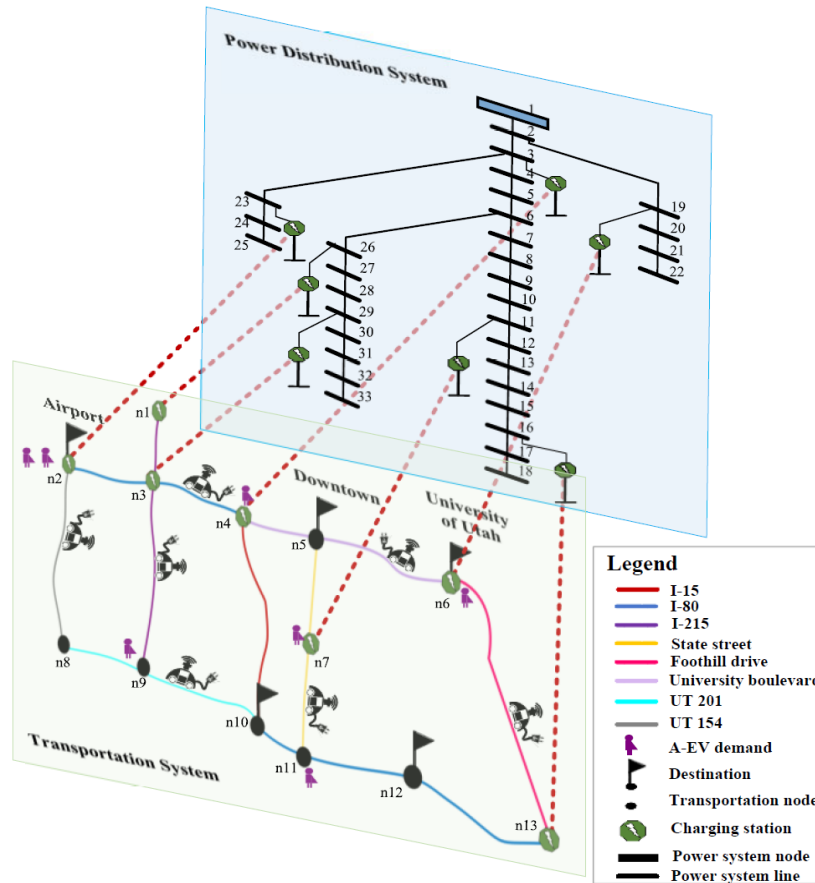 Power Distribution System
1
2
3
4
5
6
7
8
9
10
11
12
13
14
15
16
17
18
19
20
21
22
23
24
25
26
27
28
29
30
31
32
33
Airport
n1
n2
n3
n4
Downtown
n5
University
of Utah
n6
n7
n8
n9
n10
n11
n12
n13
Transportation System
Legend
I-15
I-80
I-215
State street
Foothill drive
University boulevard
UT 201
UT 154
A-EV demand
Destination
Transportation node
Charging station
Power system node
Power system line